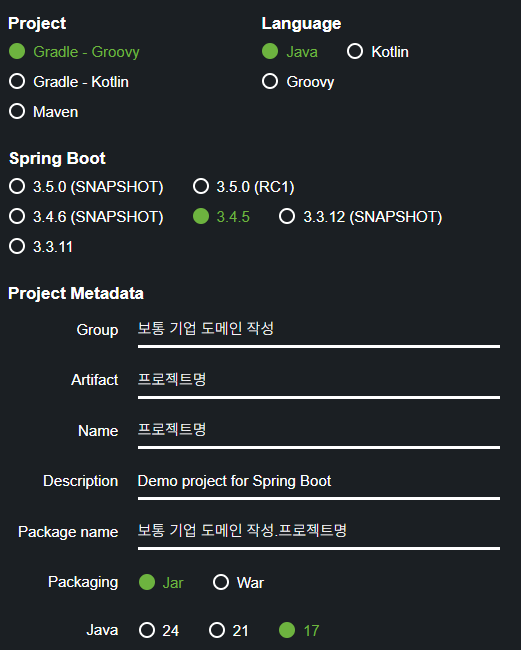 Project
Language
Gradle - Groovy
Java
Kotlin
Gradle - Kotlin
Groovy
Maven
Spring Boot
3.5.0 (SNAPSHOT)
3.5.0 (RC1)
3.4.6 (SNAPSHOT)
3.4.5
3.3.12 (SNAPSHOT)
3.3.11
Project Metadata
Group
보통 기업 도메인 작성
Artifact
프로젝트명
Name
프로젝트명
Description
Demo project for Spring Boot
Package name
보통 기업 도메인 작성.프로젝트명
Packaging
Jar
War
Java
24
21
17